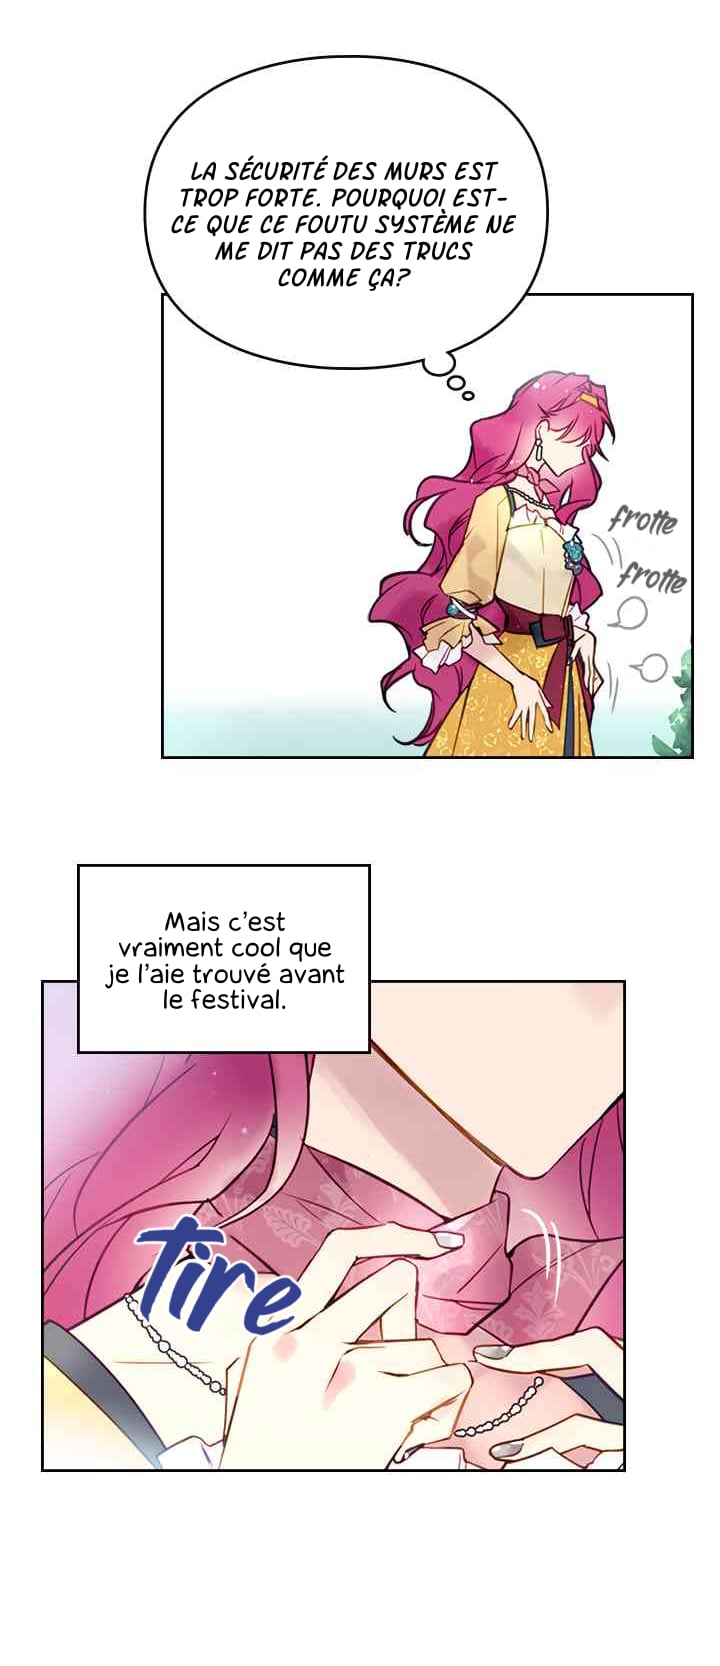 LA SÉCURITÉ DES MURS EST
TROP FORTE. POURQUOI EST-
CE QUE CE FOUTU SYSTÈME NE
ME DIT PAS DES TRUCS
COMME ÇA?
frotte
frotte
Mais c'est
vraiment cool que
je l'aie trouvé avant
le festival.
tire